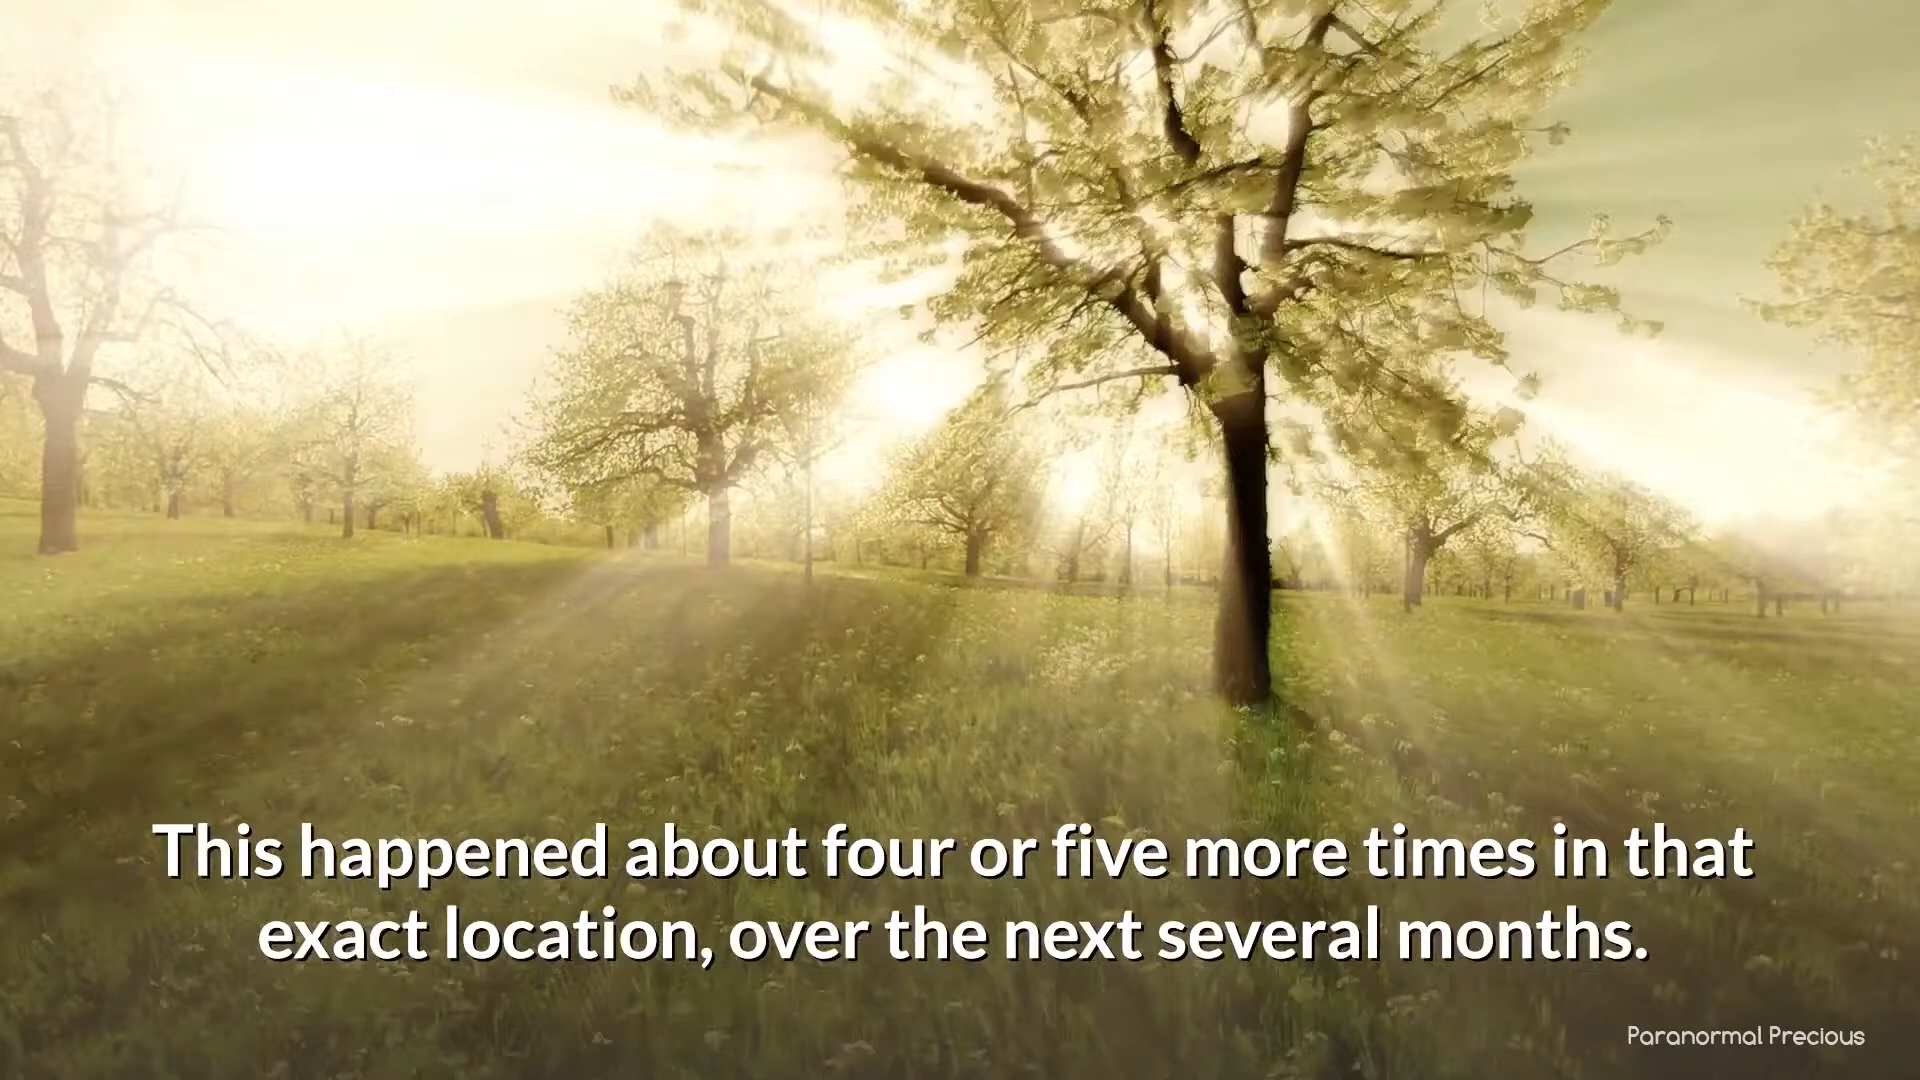 This happened about four or five more times in that
exact location, over the next several months.
Paranormal Precious